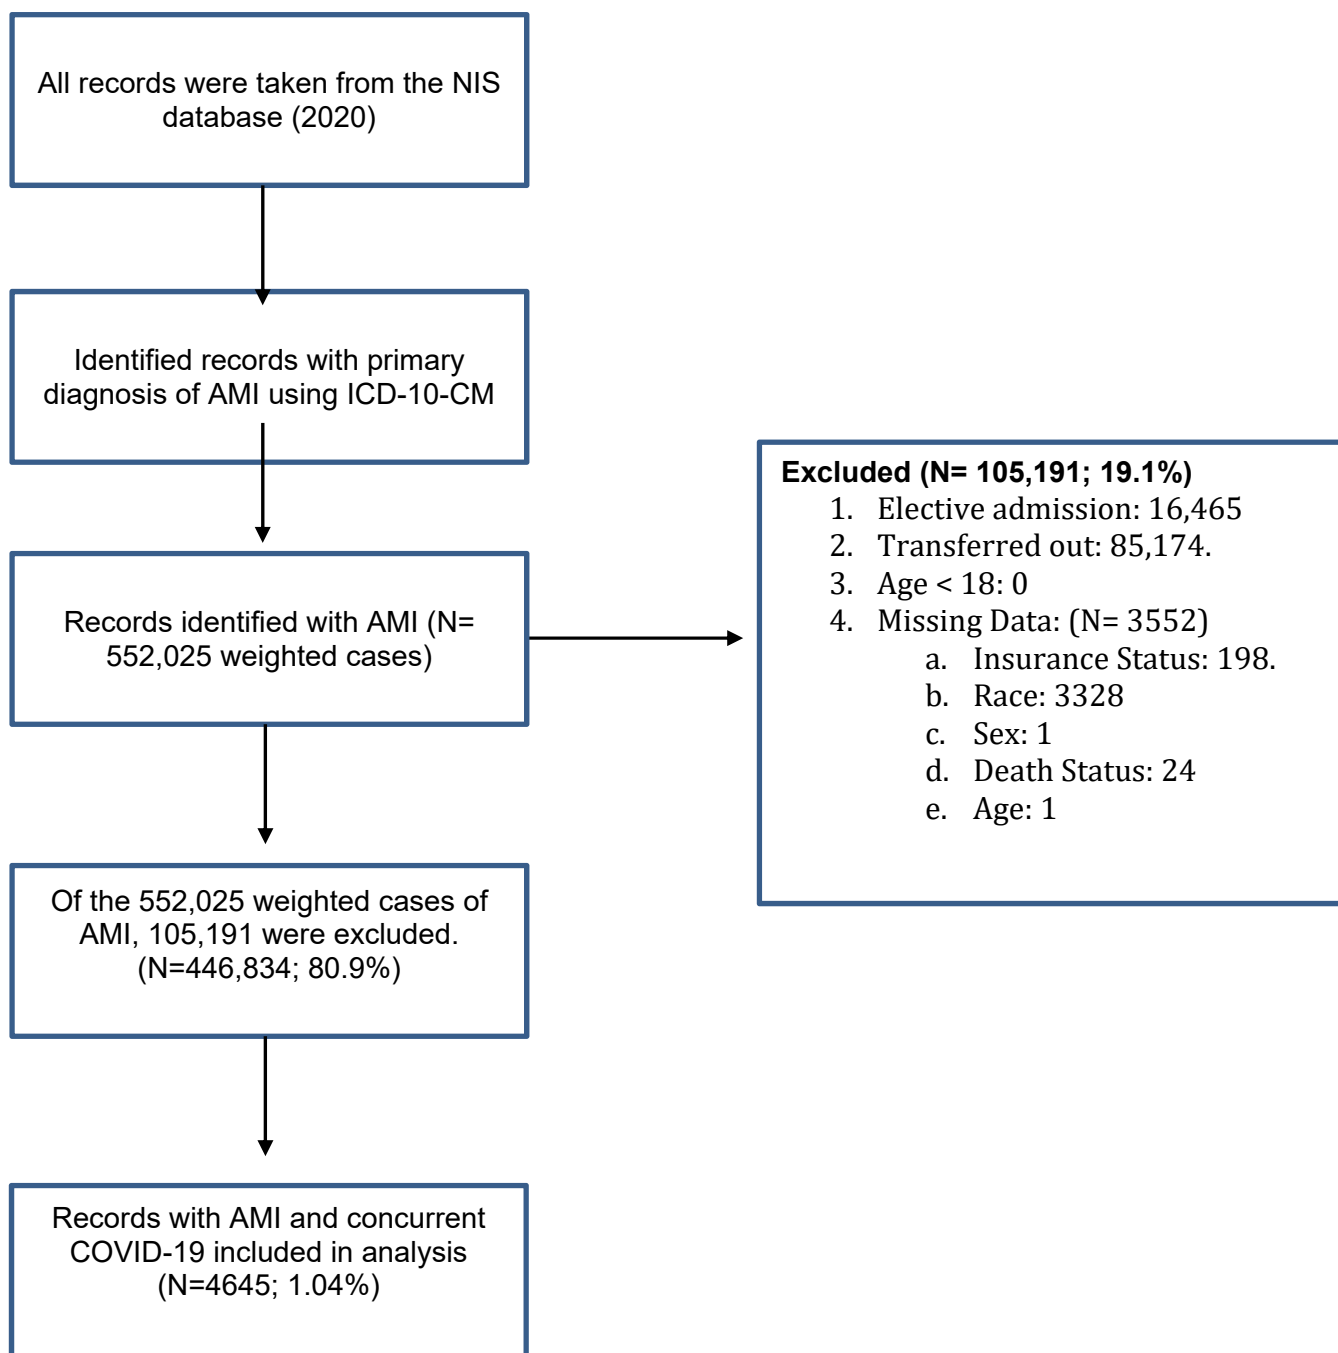 All records were taken from the NIS
database (2020)
Identified records with primary
diagnosis of AMI using ICD-10-CM
Records identified with AMI (N=
552,025 weighted cases)
Excluded (N= 105,191; 19.1%)
1. Elective admission: 16,465
2. Transferred out: 85,174.
3. Age < 18: 0
4. Missing Data: (N= 3552)
a. Insurance Status: 198.
b. Race: 3328
c. Sex: 1
d. Death Status: 24
e. Age: 1
Of the 552,025 weighted cases of
AMI, 105,191 were excluded.
(N=446,834; 80.9%)
Records with AMI and concurrent
COVID-19 included in analysis
(N=4645; 1.04%)